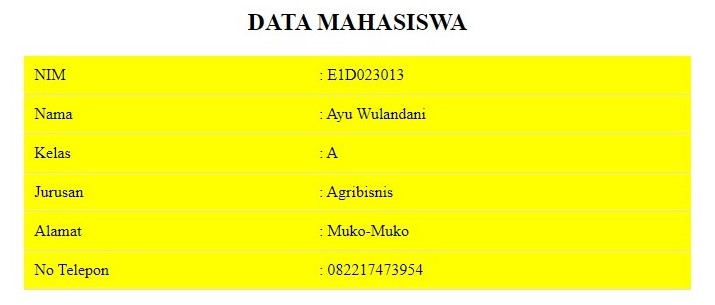 DATA MAHASISWA
NIM : E1D023013
Nama : Ayu Wulandani
Kelas : A
Jurusan : Agribisnis
Alamat : Muko-Muko
No Telepon : 082217473954